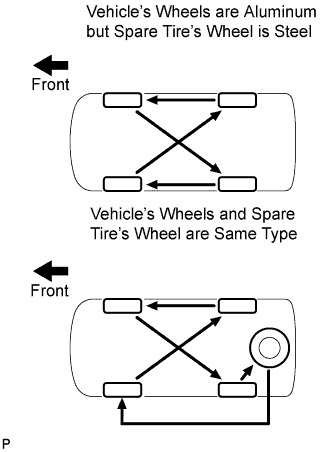 Vehicle's Wheels are Aluminum
but Spare Tire's Wheel is Steel
Front
Vehicle's Wheels and Spare
Tire's Wheel are Same Type
Front
P